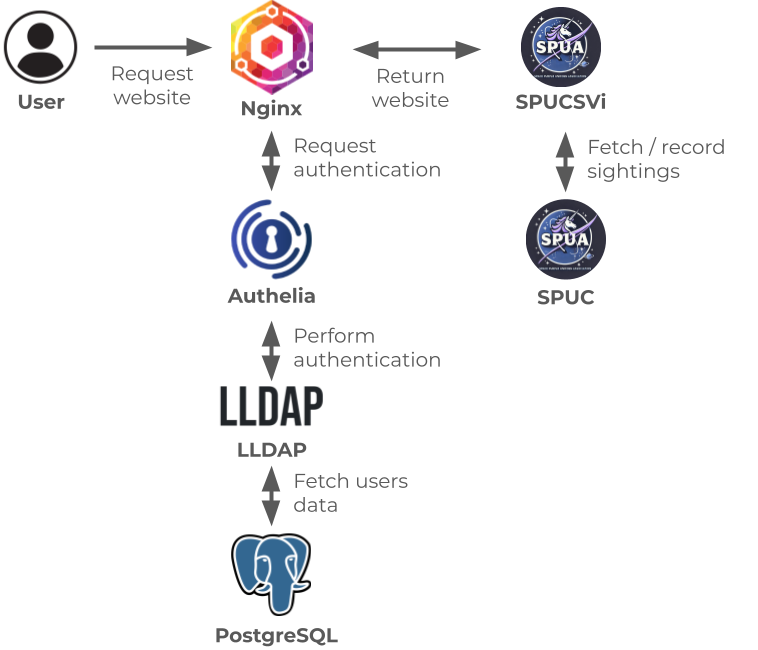 SPUA
Request
website
Return
website
User
Nginx
SPUCSVi
Request
authentication
Fetch / record
sightings
SPUA
Authelia
SPUC
Perform
authentication
LLDAP
LLDAP
Fetch users
data
PostgreSQL